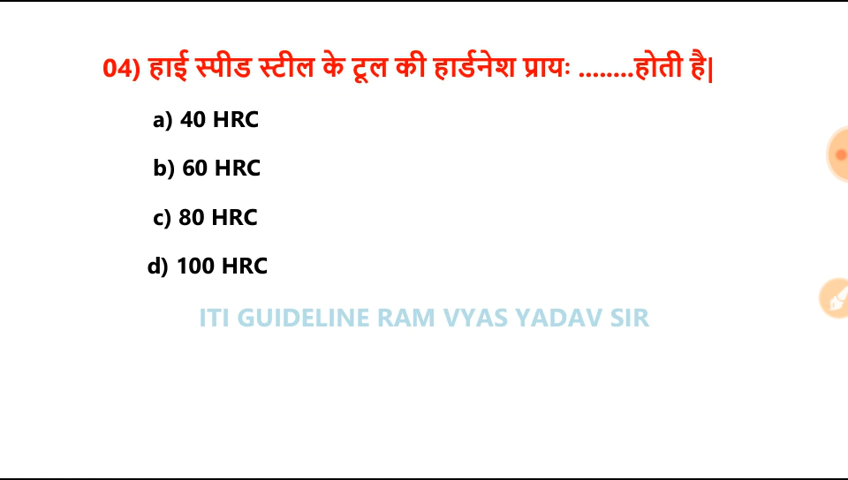 04) हाई स्पीड स्टील के टूल की हार्डनेश प्रायः ........होती है|
a) 40 HRC
b) 60 HRC
c) 80 HRC
d) 100 HRC
ITI GUIDELINE RAM VYAS YADAV SIR